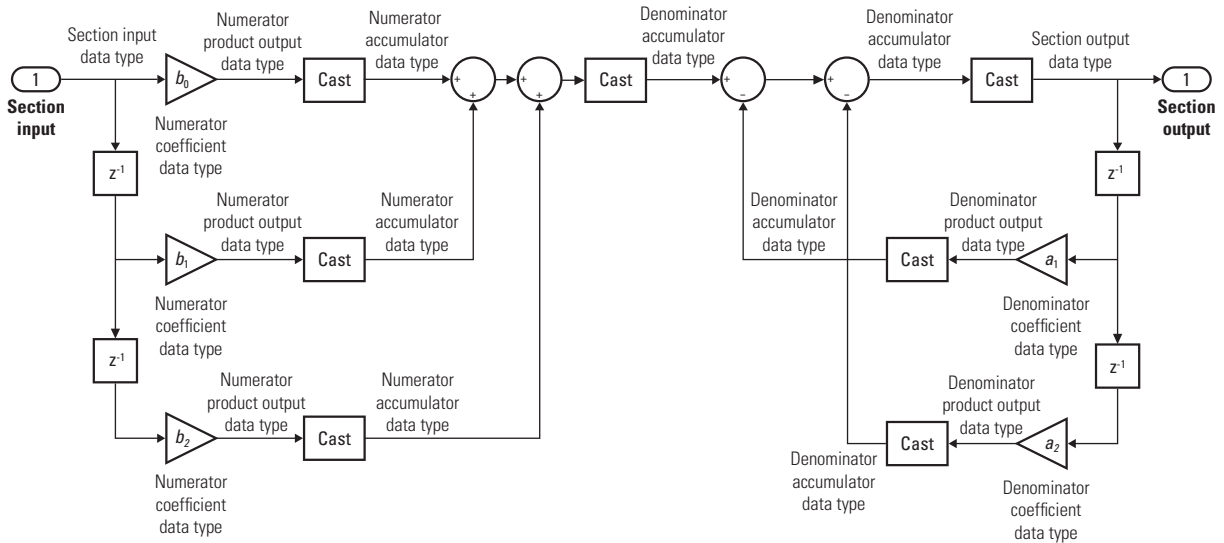 Section input
data type
Numerator
product output
data type
Numerator
accumulator
data type
Denominator
accumulator
data type
Denominator
accumulator
data type
Section output
data type
1
Section
input
b0
Cast
+
+
+
+
Cast
+
−
+
−
Cast
1
Section
output
Numerator
coefficient
data type
z-1
z-1
Numerator
product output
data type
Numerator
accumulator
data type
Denominator
accumulator
data type
Denominator
product output
data type
b1
Cast
Cast
a1
Numerator
coefficient
data type
Denominator
coefficient
data type
z-1
z-1
Numerator
product output
data type
Numerator
accumulator
data type
Denominator
product output
data type
b2
Cast
Cast
a2
Numerator
coefficient
data type
Denominator
accumulator
data type
Denominator
coefficient
data type